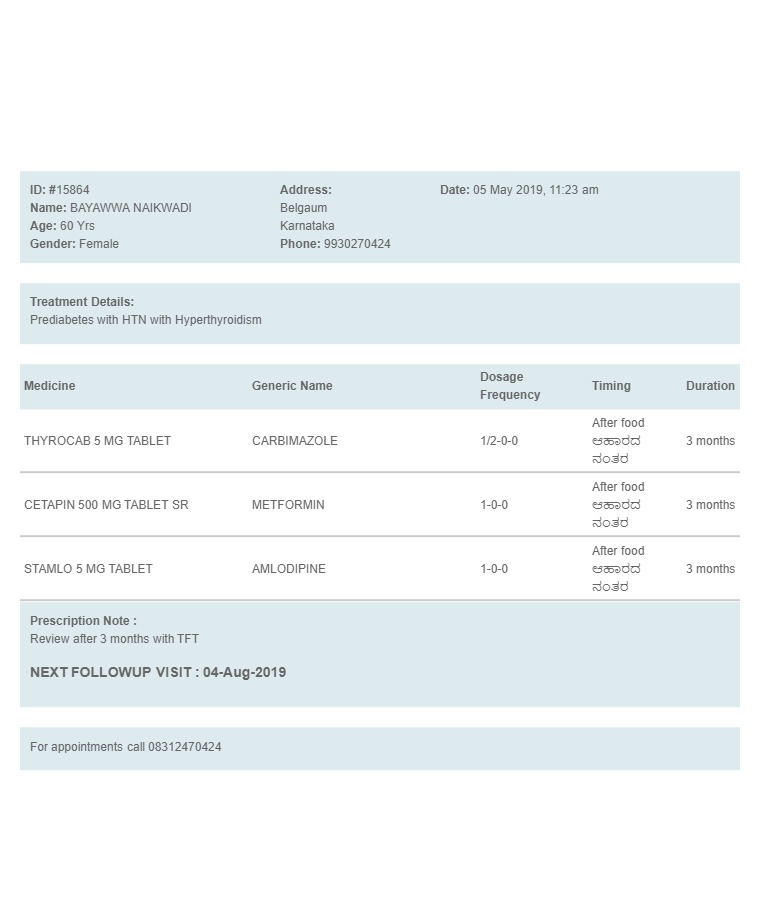 ID: #15864
Name: BAYAWWA NAIKWADI
Age: 60 Yrs
Gender: Female
Address:
Belgaum
Karnataka
Phone: 9930270424
Date: 05 May 2019, 11:23 am
Treatment Details:
Prediabetes with HTN with Hyperthyroidism
Medicine Generic Name Dosage Frequency Timing Duration
THYROCAB 5 MG TABLET CARBIMAZOLE 1/2-0-0 After food ಆಹಾರದ ನಂತರ 3 months
CETAPIN 500 MG TABLET SR METFORMIN 1-0-0 After food ಆಹಾರದ ನಂತರ 3 months
STAMLO 5 MG TABLET AMLODIPINE 1-0-0 After food ಆಹಾರದ ನಂತರ 3 months
Prescription Note :
Review after 3 months with TFT
NEXT FOLLOWUP VISIT : 04-Aug-2019
For appointments call 08312470424